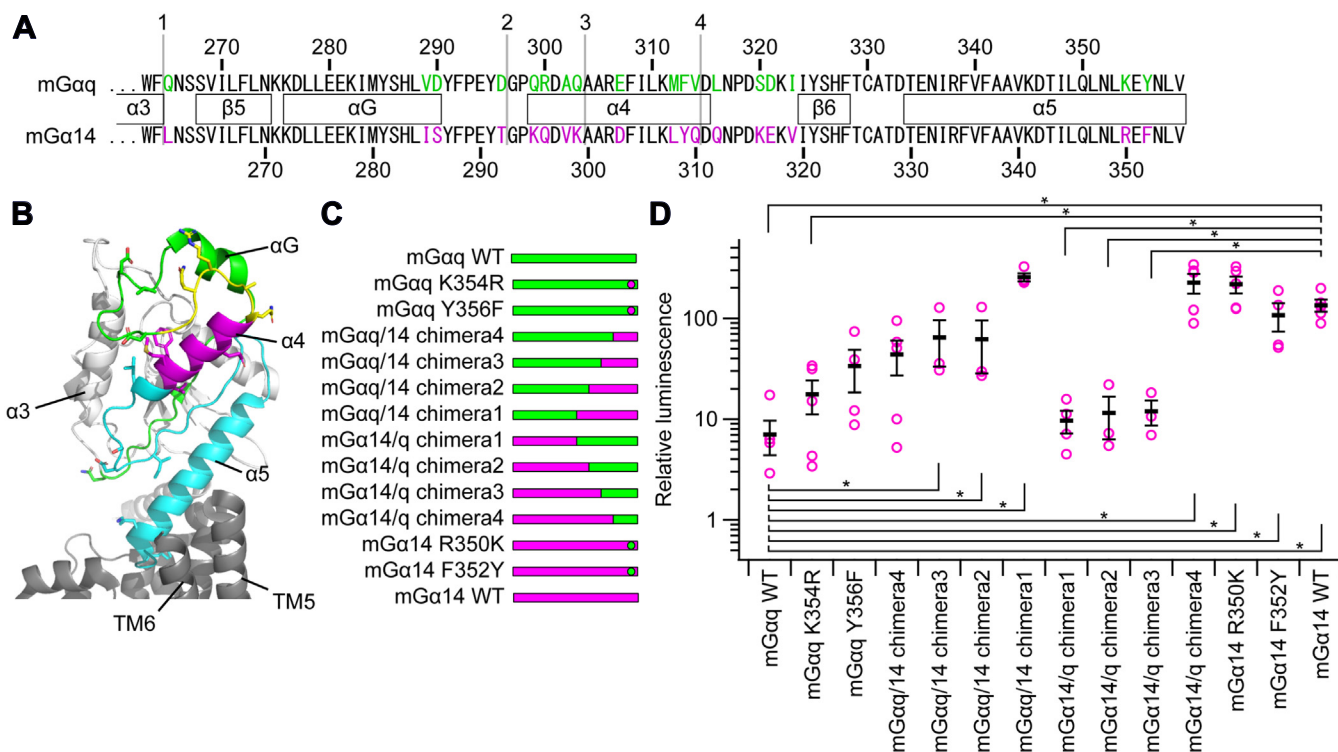 A
1 2 3 4
270 280 290 300 310 320 330 340 350
mGαq ... WFQNSSVILFLNKKDLLEEKIMYSHLVDYFPEYDGPQRDAQAAREFILKMFVDLNPDSDKIIYSHFTCATDTENIRFVFAAVKDTILQLNLKEYNLV
α3 β5 αG α4 β6 α5
mGα14 ... WFLNSSVILFLNKKDLLEEKIMYSHLISYFPEYTGPKQDVKAARDFILKLYQDQNPDKEKVIYSHFTCATDTENIRFVFAAVKDTILQLNLREFNLV
270 280 290 300 310 320 330 340 350
B
αG
α4
α3
α5
TM5
TM6
C
mGαq WT
mGαq K354R
mGαq Y356F
mGαq/14 chimera4
mGαq/14 chimera3
mGαq/14 chimera2
mGαq/14 chimera1
mGα14/q chimera1
mGα14/q chimera2
mGα14/q chimera3
mGα14/q chimera4
mGα14 R350K
mGα14 F352Y
mGα14 WT
D
*
*
*
*
*
Relative luminescence
100
10
1
*
*
*
*
*
*
*
mGαq WT
mGαq K354R
mGαq Y356F
mGαq/14 chimera4
mGαq/14 chimera3
mGαq/14 chimera2
mGαq/14 chimera1
mGα14/q chimera1
mGα14/q chimera2
mGα14/q chimera3
mGα14/q chimera4
mGα14 R350K
mGα14 F352Y
mGα14 WT